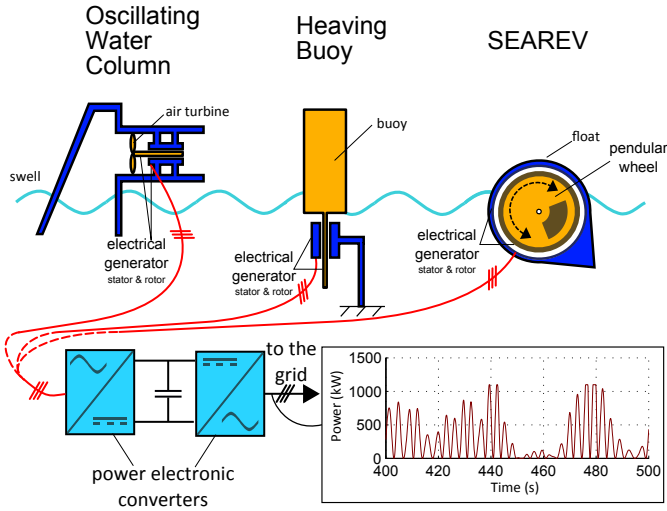 Oscillating
Water
Column
Heaving
Buoy
SEAREV
air turbine
swell
electrical
generator
stator & rotor
buoy
electrical
generator
stator & rotor
float
pendular
wheel
electrical
generator
stator & rotor
to the
grid
power electronic
converters
Power (kW)
1500
1000
500
0
400
420
440
460
480
500
Time (s)